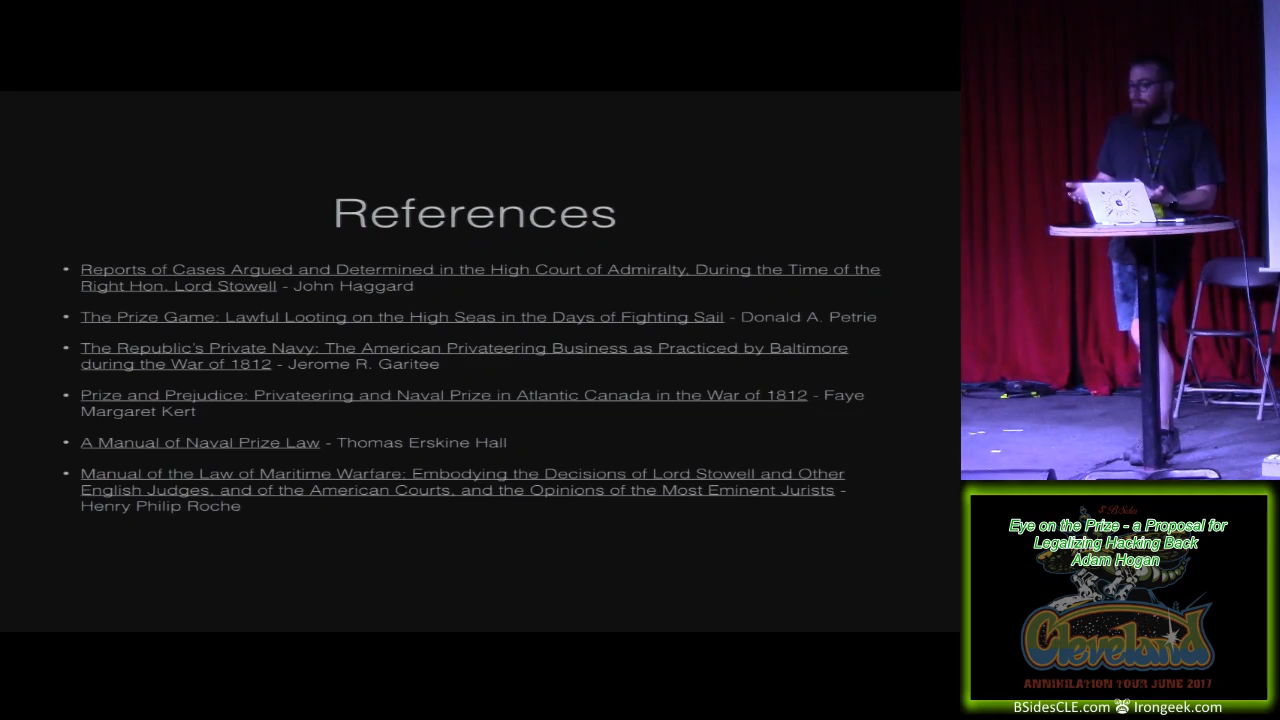 References
• Reports of Cases Argued and Determined in the High Court of Admiralty, During the Time of the
Right Hon. Lord Stowell - John Haggard
• The Prize Game: Lawful Looting on the High Seas in the Days of Fighting Sail - Donald A. Petrie
• The Republic's Private Navy: The American Privateering Business as Practiced by Baltimore
during the War of 1812 - Jerome R. Garitee
• Prize and Prejudice: Privateering and Naval Prize in Atlantic Canada in the War of 1812 - Faye
Margaret Kert
• A Manual of Naval Prize Law - Thomas Erskine Hall
• Manual of the Law of Maritime Warfare: Embodying the Decisions of Lord Stowell and Other
English Judges, and of the American Courts, and the Opinions of the Most Eminent Jurists -
Henry Philip Roche
BSides
Eye on the Prize - a Proposal for
Legalizing Hacking Back
Adam Hogan
Cleveland
ANNIHILATION TOUR JUNE 2017
BSidesCLE.com Irongeek.com